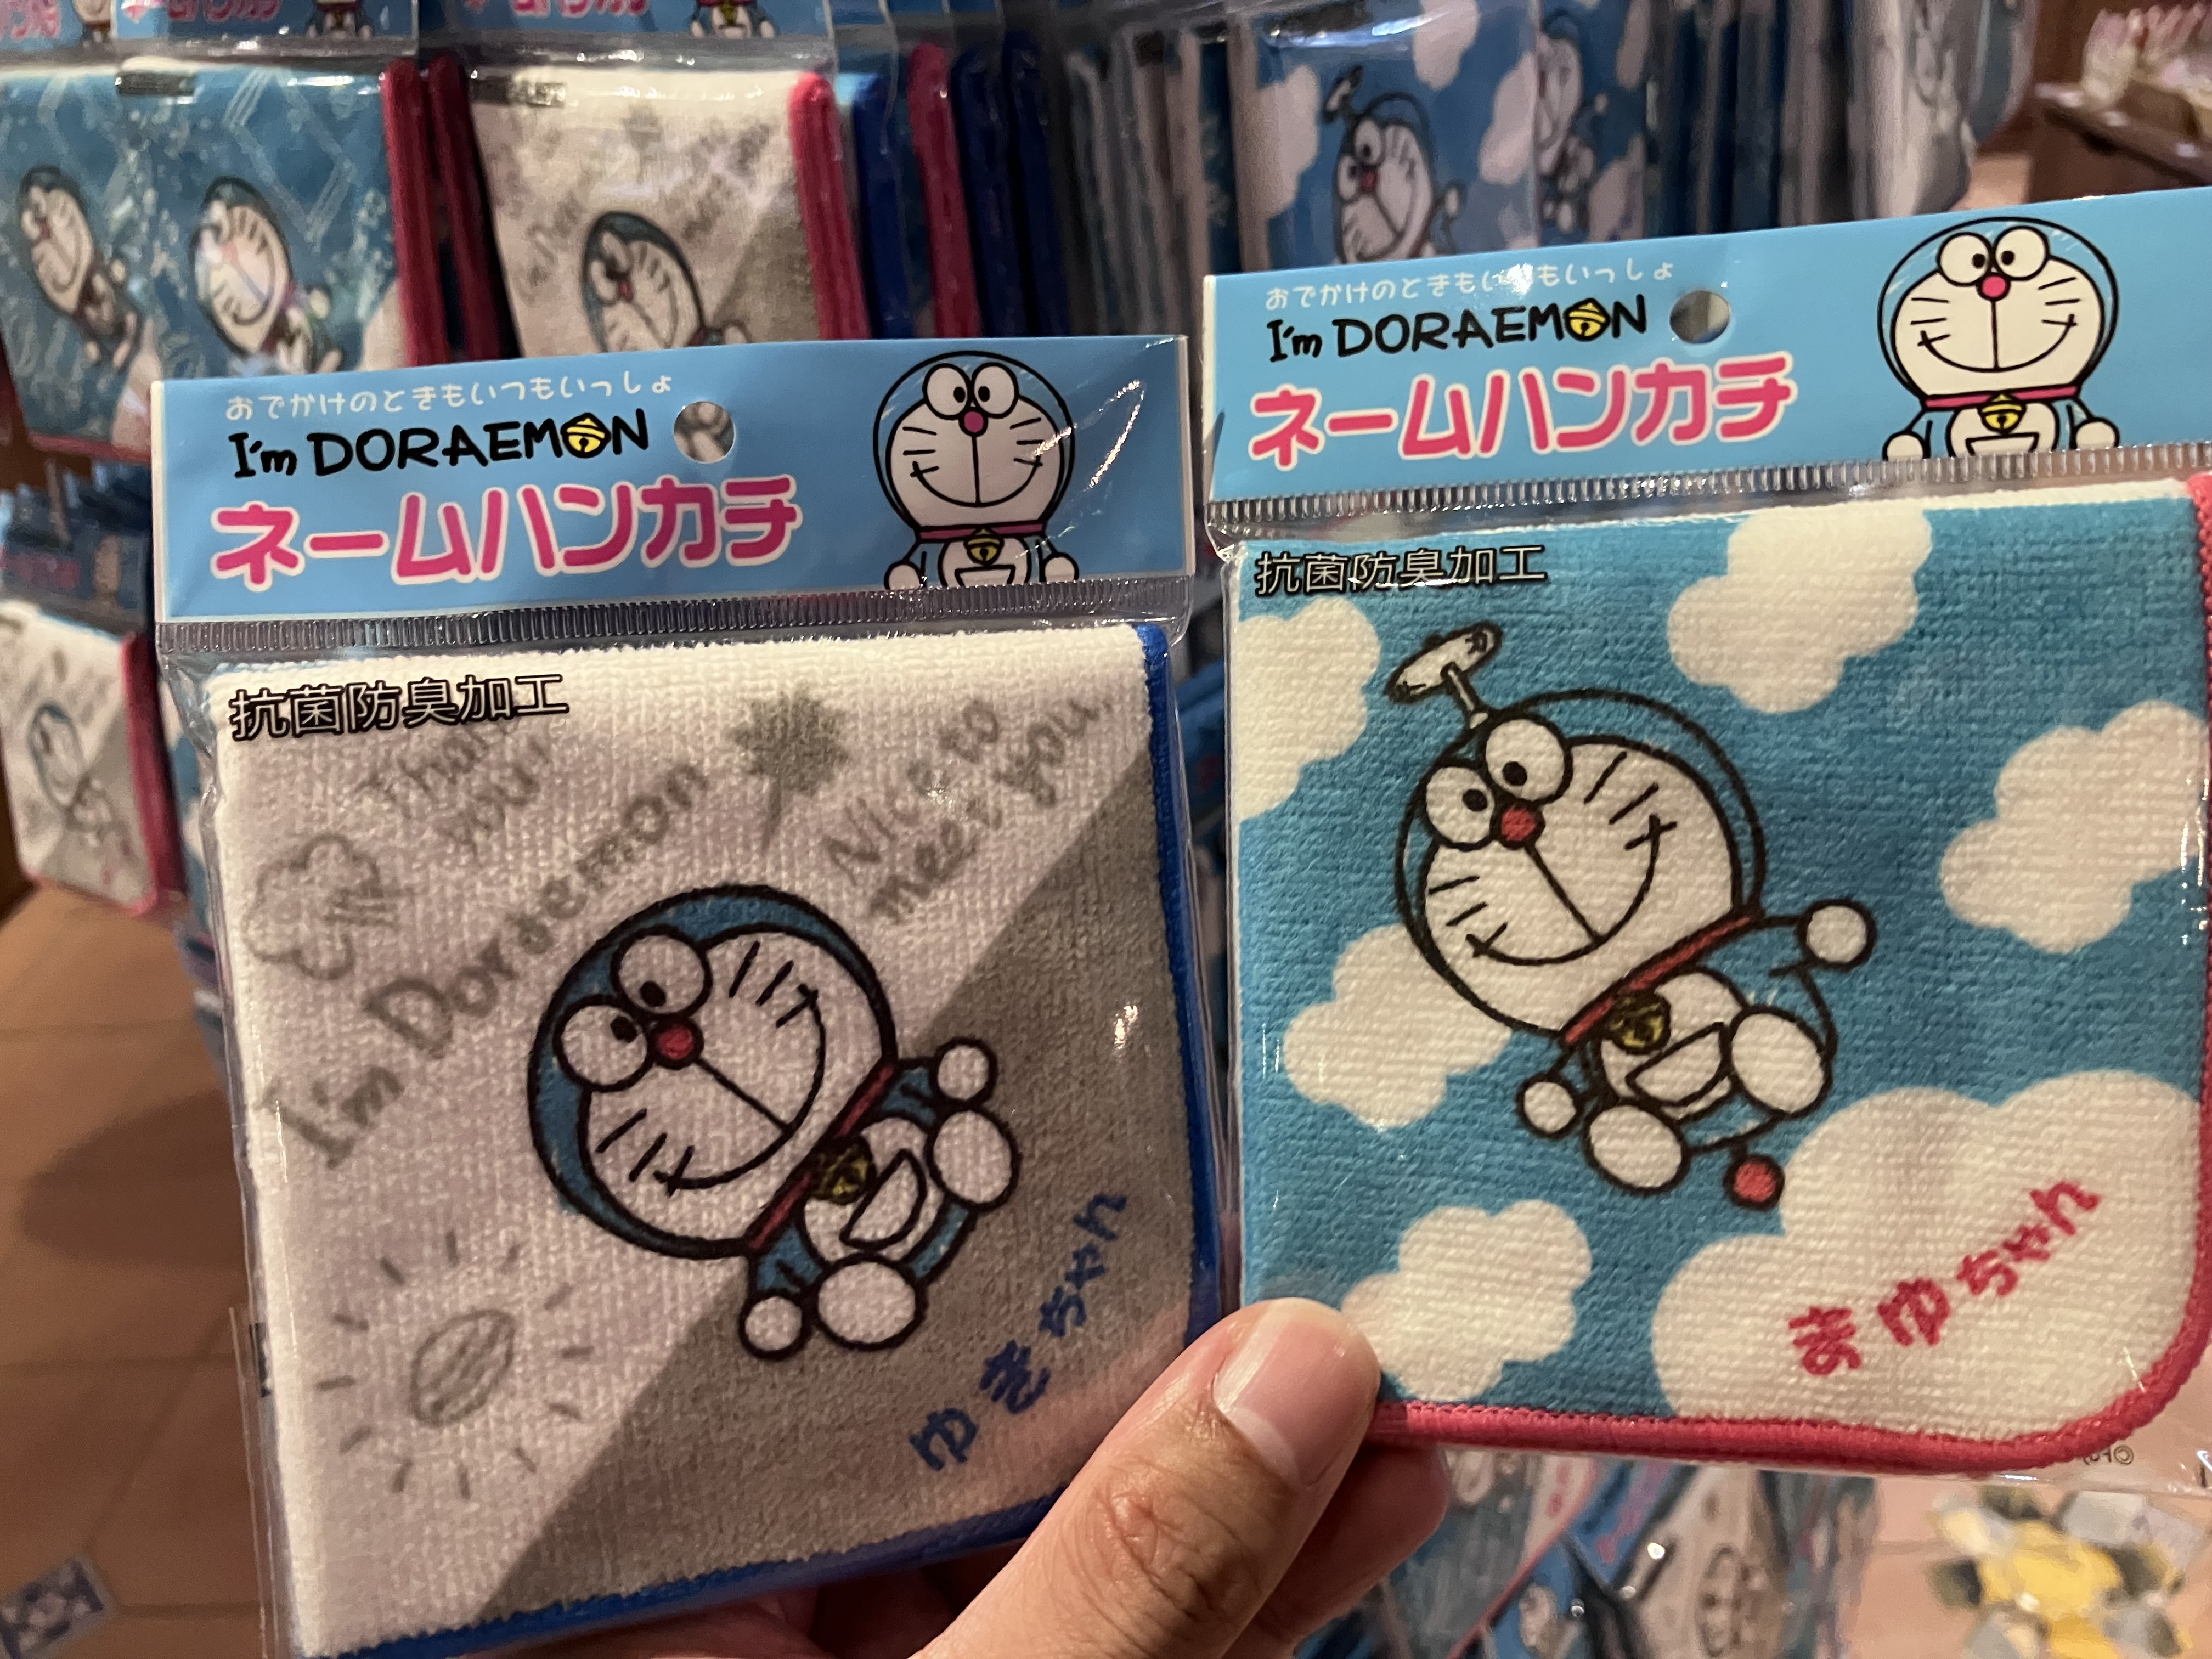 おでかけのときもいつもいっしょ
I'm DORAEMON
ネームハンカチ
抗菌防臭加工
Thank you!
I'm Doraemon
Nice to
meet you.
ゆきちゃん
おでかけのときもいつもいっしょ
I'm DORAEMON
ネームハンカチ
抗菌防臭加工
まゆちゃん